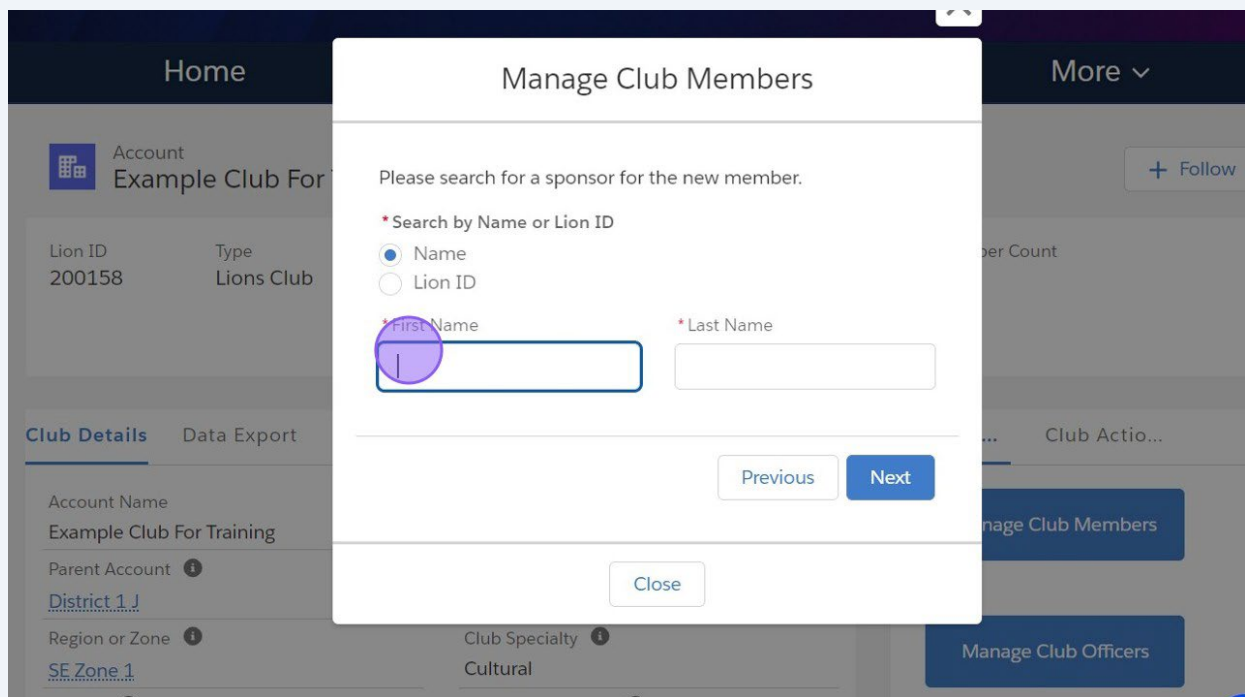 Home
More
Manage Club Members
Account
Example Club For
+ Follow
Please search for a sponsor for the new member.
*Search by Name or Lion ID
Name
Lion ID
Lion ID
200158
Type
Lions Club
Count
*First Name
*Last Name
Club Details
Data Export
Club Actio...
Previous
Next
Account Name
Example Club For Training
Parent Account
District 1 J
Region or Zone
SE Zone 1
Club Specialty
Cultural
Close
Club Members
Manage Club Officers